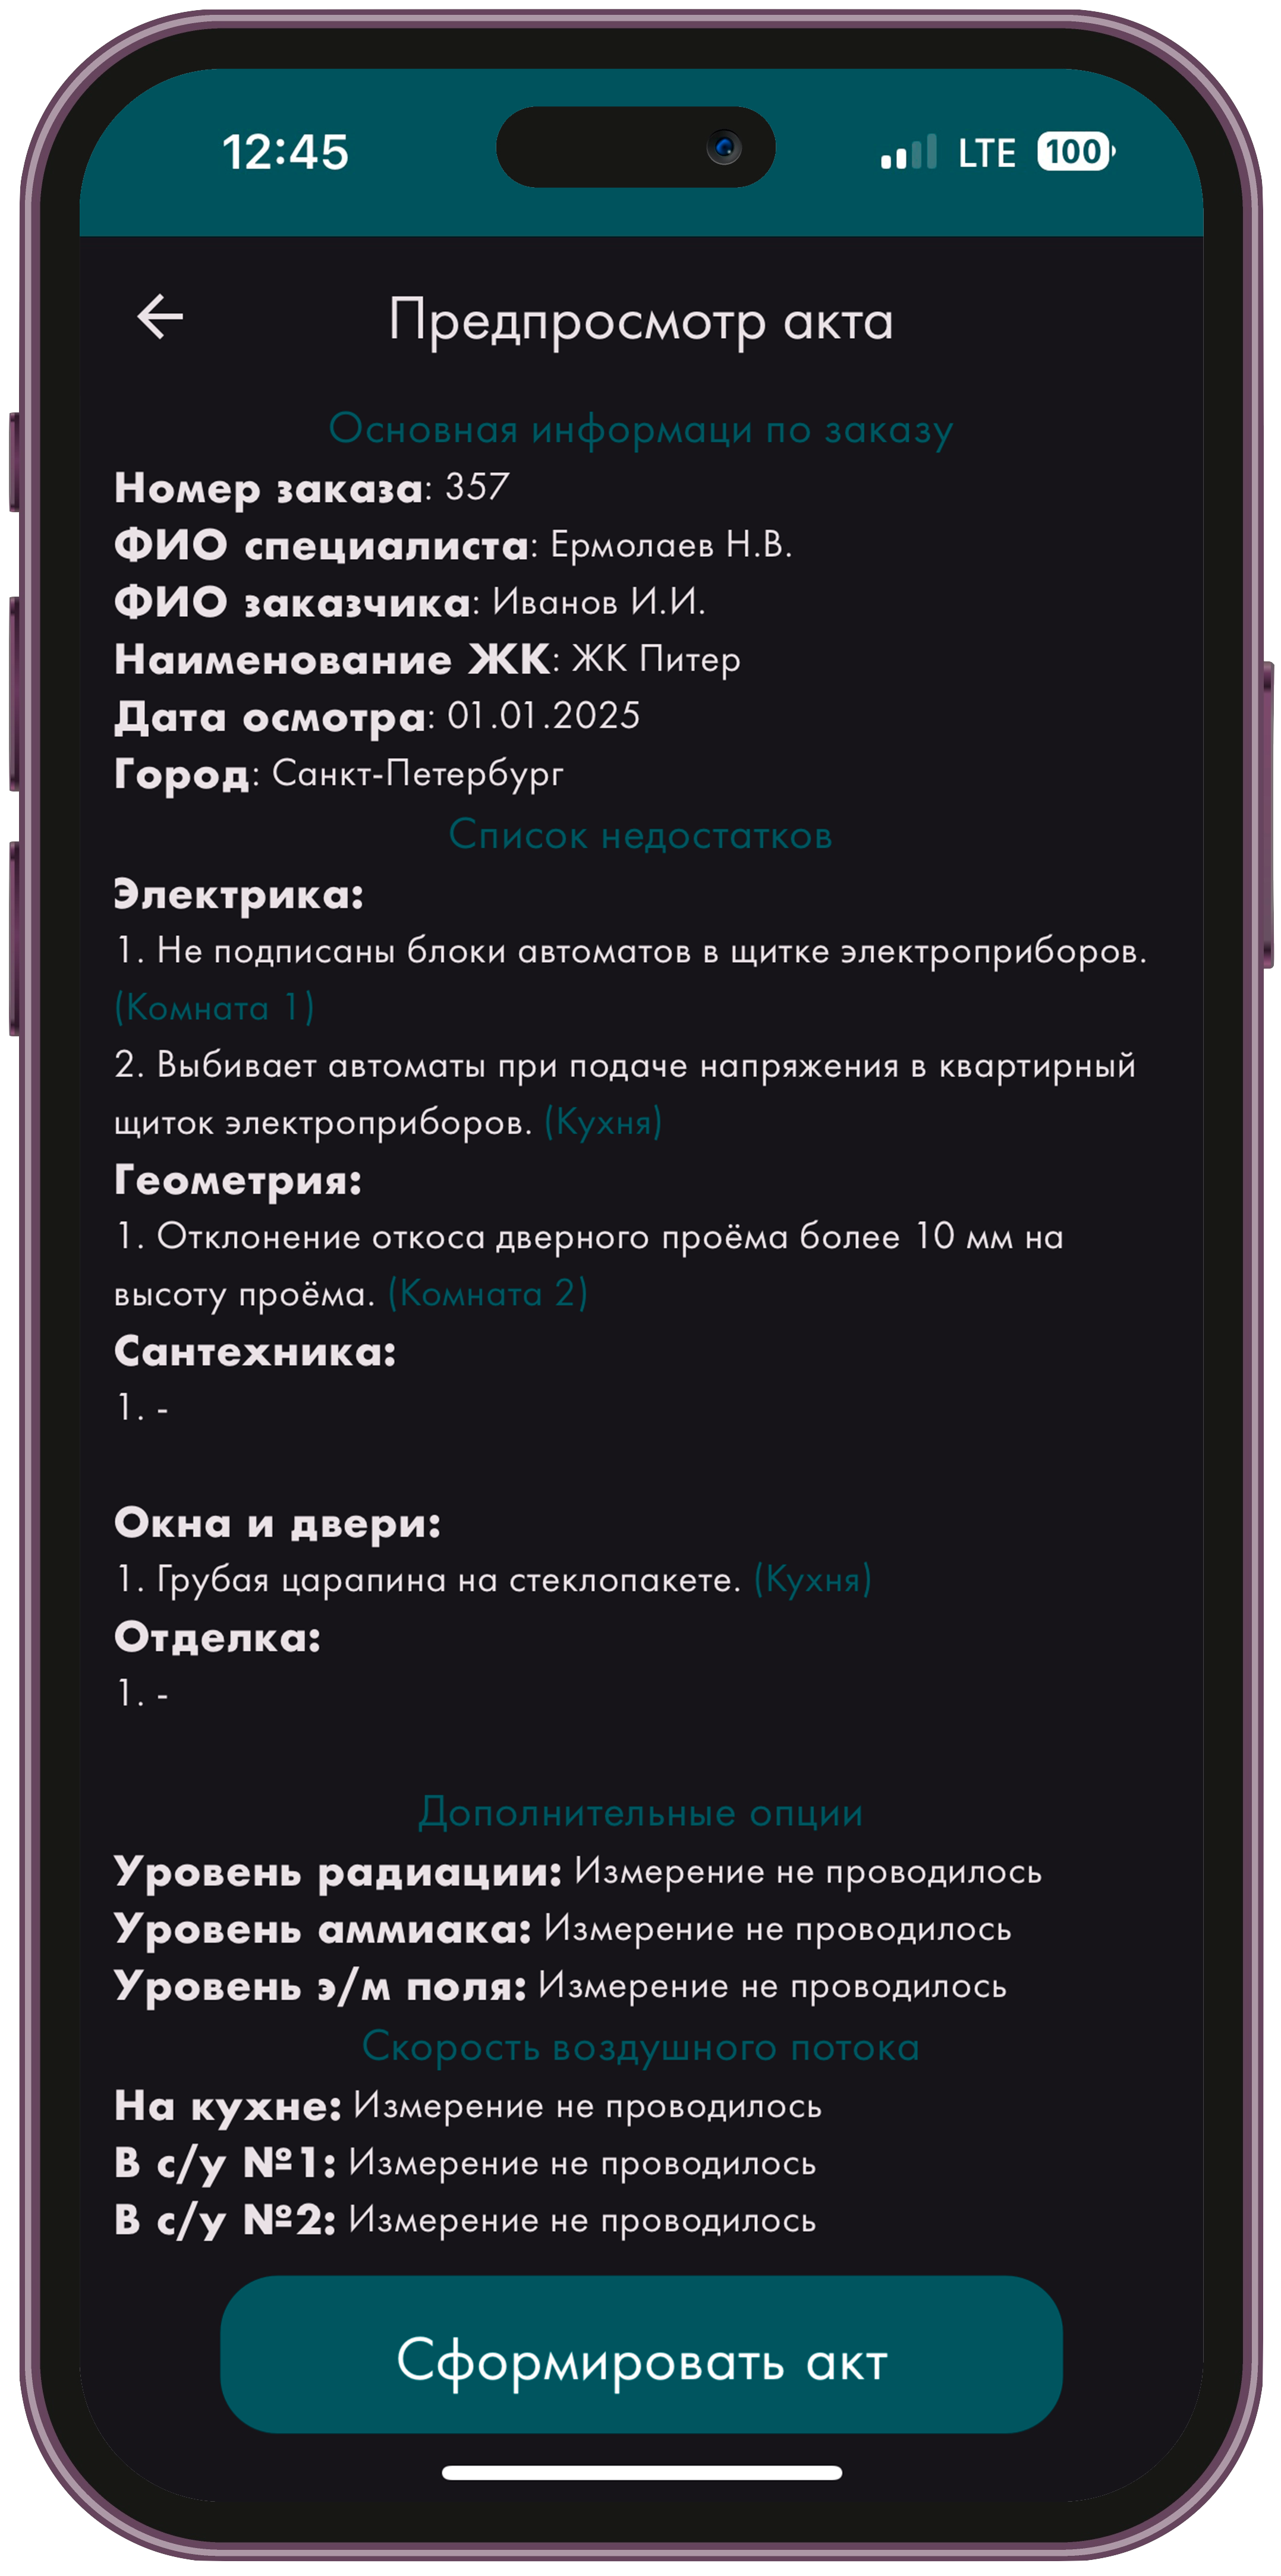 12:45
LTE 100
Предпросмотр акта
Основная информаци по заказу
Номер заказа: 357
ФИО специалиста: Ермолаев Н.В.
ФИО заказчика: Иванов И.И.
Наименование ЖК: ЖК Питер
Дата осмотра: 01.01.2025
Город: Санкт-Петербург
Список недостатков
Электрика:
1. Не подписаны блоки автоматов в щитке электроприборов.
(Комната 1)
2. Выбивает автоматы при подаче напряжения в квартирный
щиток электроприборов. (Кухня)
Геометрия:
1. Отклонение откоса дверного проёма более 10 мм на
высоту проёма. (Комната 2)
Сантехника:
1. -
Окна и двери:
1. Грубая царапина на стеклопакете. (Кухня)
Отделка:
1. -
Дополнительные опции
Уровень радиации: Измерение не проводилось
Уровень аммиака: Измерение не проводилось
Уровень э/м поля: Измерение не проводилось
Скорость воздушного потока
На кухне: Измерение не проводилось
В с/у №1: Измерение не проводилось
В с/у №2: Измерение не проводилось
Сформировать акт